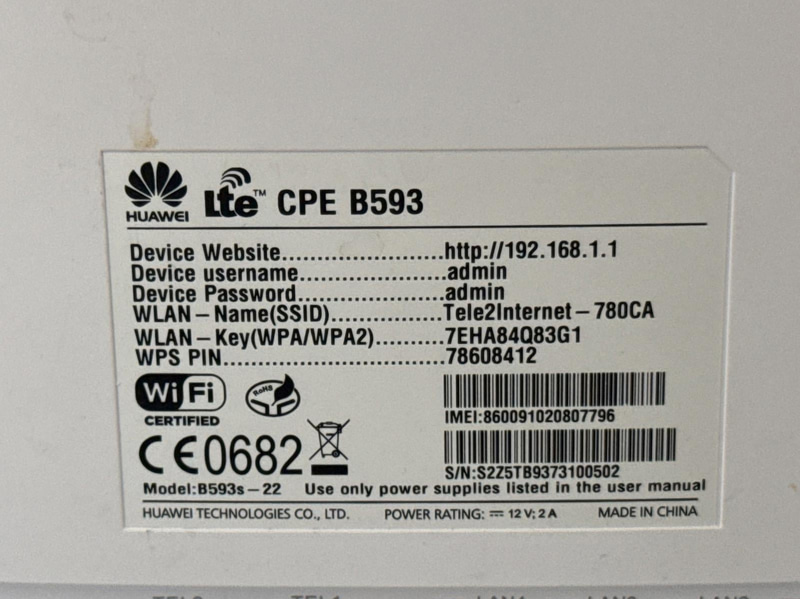 HUAWEI LTE™ CPE B593
Device Website........................http://192.168.1.1
Device username......................admin
Device Password......................admin
WLAN-Name(SSID)................Tele2Internet-780CA
WLAN-Key(WPA/WPA2)..........7EHA84Q83G1
WPS PIN.................................78608412
WiFi RoHS
CERTIFIED
IMEI:860091020807796
CE0682
S/N:S2Z5TB9373100502
Model:B593s-22 Use only power supplies listed in the user manual
HUAWEI TECHNOLOGIES CO., LTD. POWER RATING: ⎓ 12 V; 2 A MADE IN CHINA